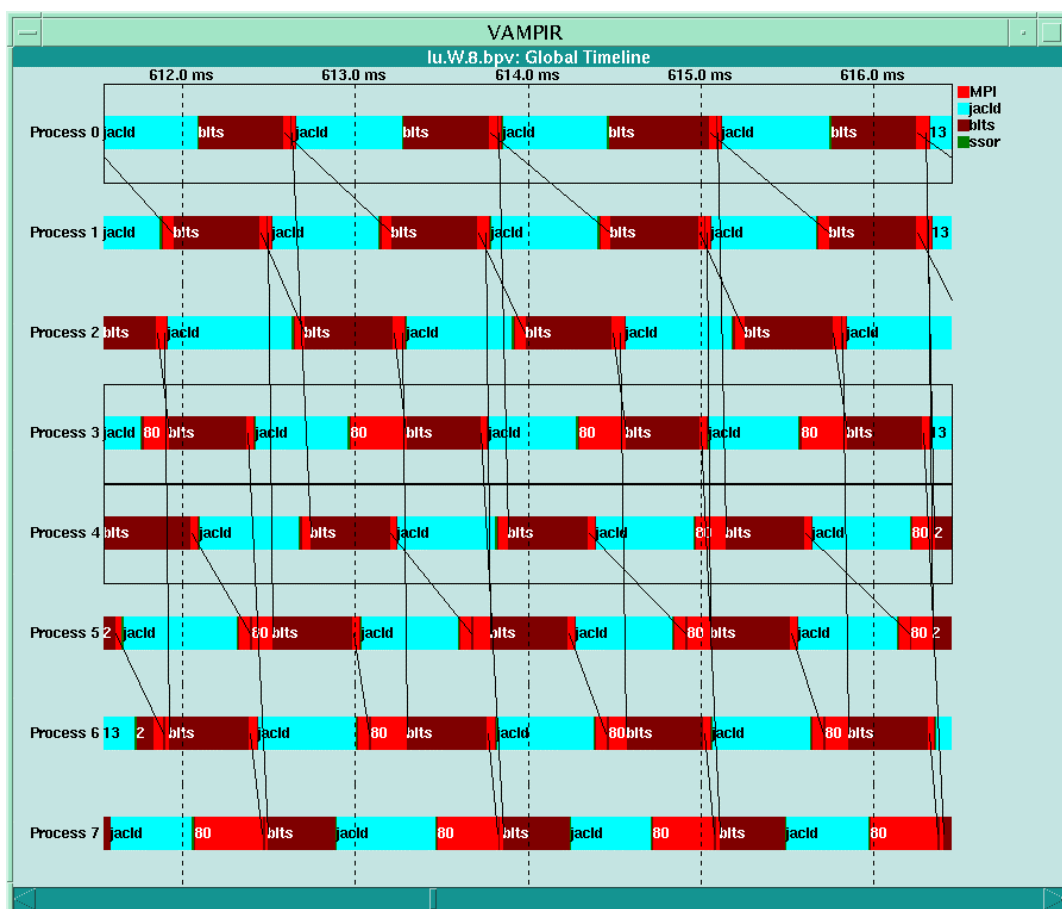 VAMPIR
lu.W.8.bpv: Global Timeline
612.0 ms 613.0 ms 614.0 ms 615.0 ms 616.0 ms
MPI
jacld
blts
ssor
Process 0 jacld blts jacld blts jacld blts jacld blts 13
Process 1 jacld blts jacld blts jacld blts jacld blts 13
Process 2 blts jacld blts jacld blts jacld blts jacld
Process 3 jacld 80 blts jacld 80 blts jacld 80 blts jacld 80 blts 13
Process 4 blts jacld blts jacld blts jacld 80 blts jacld 80 2
Process 5 2 jacld 80 blts jacld blts jacld 80 blts jacld 80 2
Process 6 13 2 blts jacld 80 blts jacld 80 blts jacld 80 blts
Process 7 jacld 80 blts jacld 80 blts jacld 80 blts jacld 80